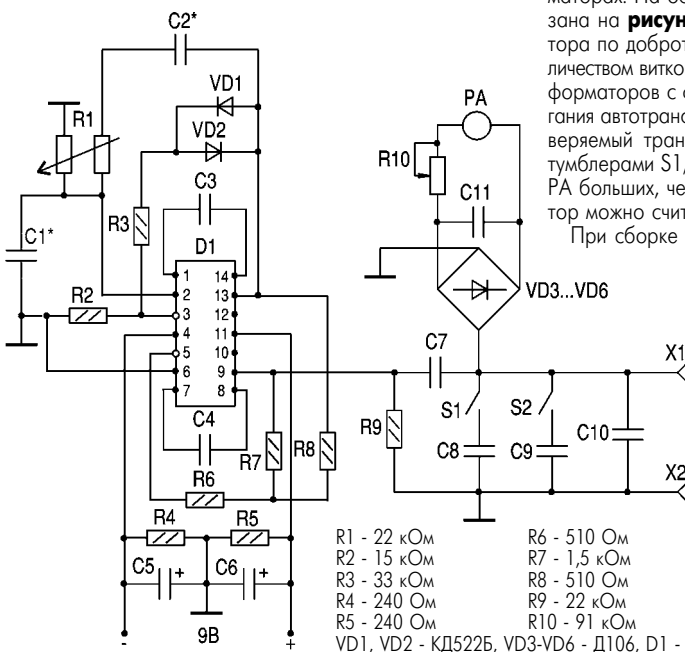 зана на рисун
тора по доброт
личеством витко
форматоров с
гания автотранс
веряемый тран
тумблерами S1,
РА больших, че
тор можно счит
При сборке
C2*
VD1
VD2
R1
R3
C3
D1
C1*
R2
1 14
2 13
3 12
4 11
5 10
6 9
7 8
C4
R7
R8
R6
R4
R5
C5 +
C6 +
9В
- +
PA
R10
C11
VD3...VD6
C7
X1
S1
S2
R9
C8
C9
C10
X2
R1 - 22 кОм
R2 - 15 кОм
R3 - 33 кОм
R4 - 240 Ом
R5 - 240 Ом
R6 - 510 Ом
R7 - 1,5 кОм
R8 - 510 Ом
R9 - 22 кОм
R10 - 91 кОм
VD1, VD2 - КД522Б, VD3-VD6 - Д106, D1 -